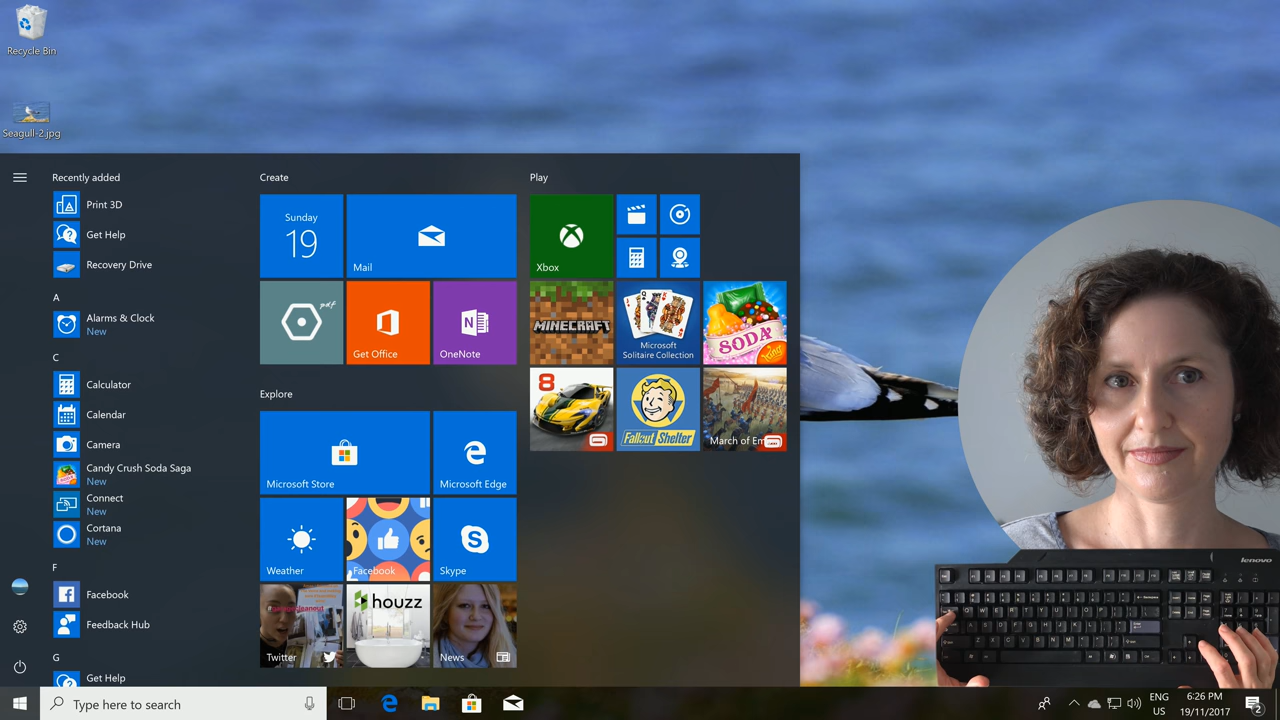 Recycle Bin
Seagull-2.jpg
Recently added
Print 3D
Get Help
Recovery Drive
A
Alarms & Clock
New
C
Calculator
Calendar
Camera
Candy Crush Soda Saga
New
Connect
New
Cortana
New
F
Facebook
Feedback Hub
G
Get Help
Create
Sunday
19
Mail
pdf
Get Office
OneNote
Explore
Microsoft Store
Microsoft Edge
Weather
Facebook
Skype
Twitter
houzz
News
Play
Xbox
MINECRAFT
Microsoft
Solitaire Collection
SODA
King
8
Fallout Shelter
March of Em
lenovo
Type here to search
ENG
US
6:26 PM
19/11/2017
2